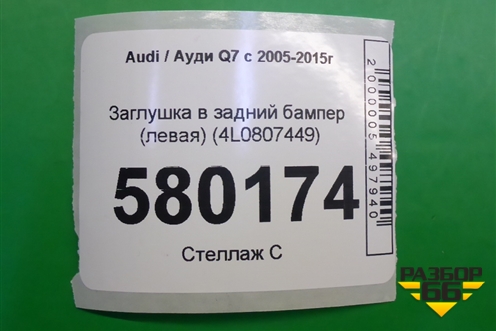 Audi / Ауди Q7 с 2005-2015г
Заглушка в задний бампер
(левая) (4L0807449)
580174
Стеллаж С
2000005497940
РАЗБОР
66